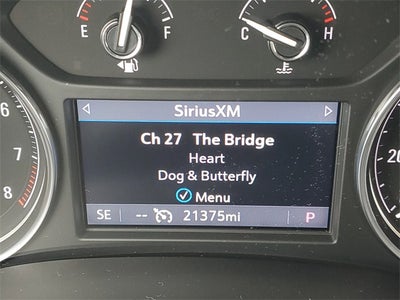 E F C H
SiriusXM
Ch 27 The Bridge
Heart
Dog & Butterfly
Menu
SE -- 21375mi P
6
7
8
20